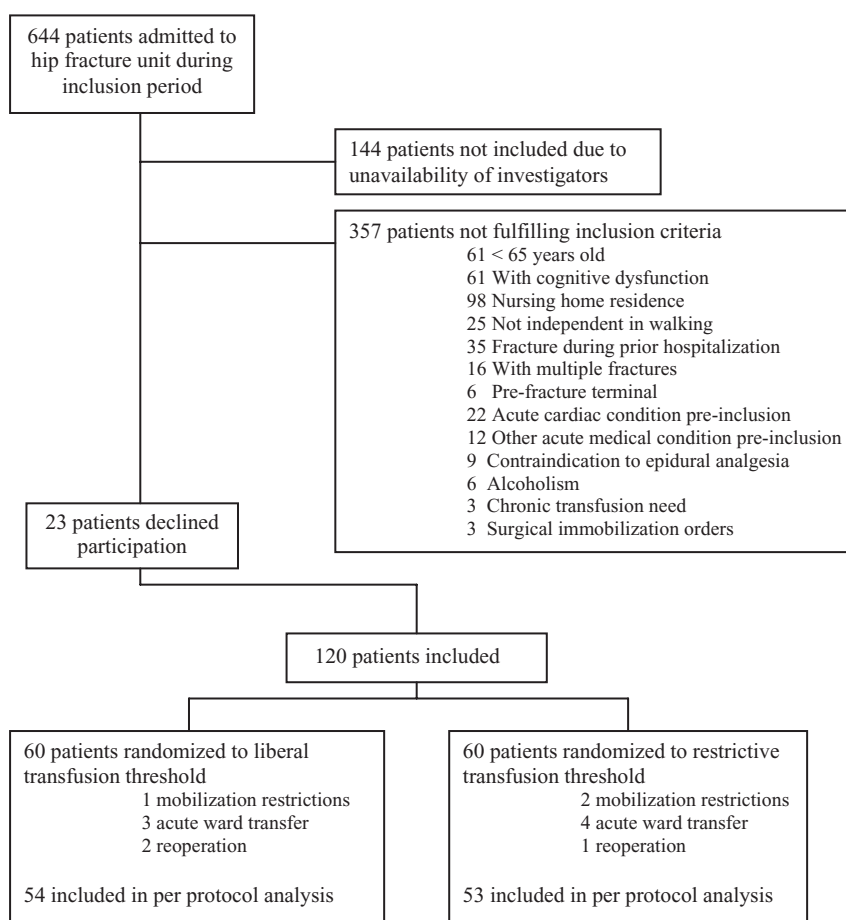 644 patients admitted to
hip fracture unit during
inclusion period
144 patients not included due to
unavailability of investigators
357 patients not fulfilling inclusion criteria
61 < 65 years old
61 With cognitive dysfunction
98 Nursing home residence
25 Not independent in walking
35 Fracture during prior hospitalization
16 With multiple fractures
6 Pre-fracture terminal
22 Acute cardiac condition pre-inclusion
12 Other acute medical condition pre-inclusion
9 Contraindication to epidural analgesia
6 Alcoholism
3 Chronic transfusion need
3 Surgical immobilization orders
23 patients declined
participation
120 patients included
60 patients randomized to liberal
transfusion threshold
1 mobilization restrictions
3 acute ward transfer
2 reoperation
54 included in per protocol analysis
60 patients randomized to restrictive
transfusion threshold
2 mobilization restrictions
4 acute ward transfer
1 reoperation
53 included in per protocol analysis